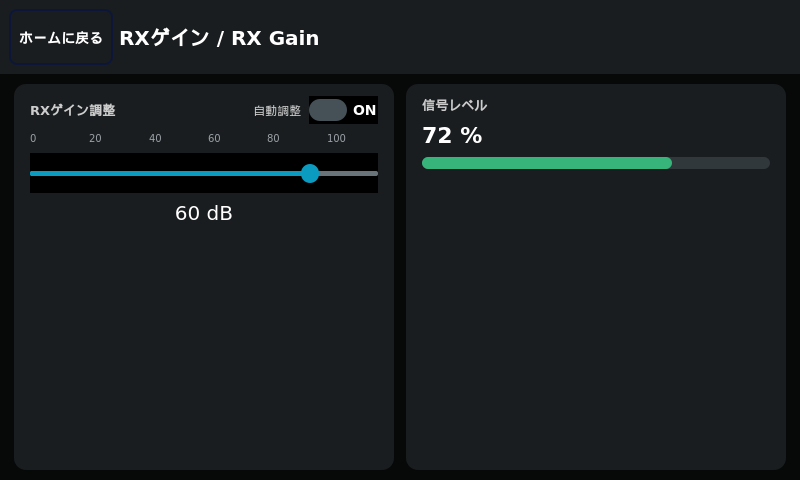 ホームに戻る RXゲイン / RX Gain
RXゲイン調整 自動調整 ON
0 20 40 60 80 100
60 dB
信号レベル
72 %